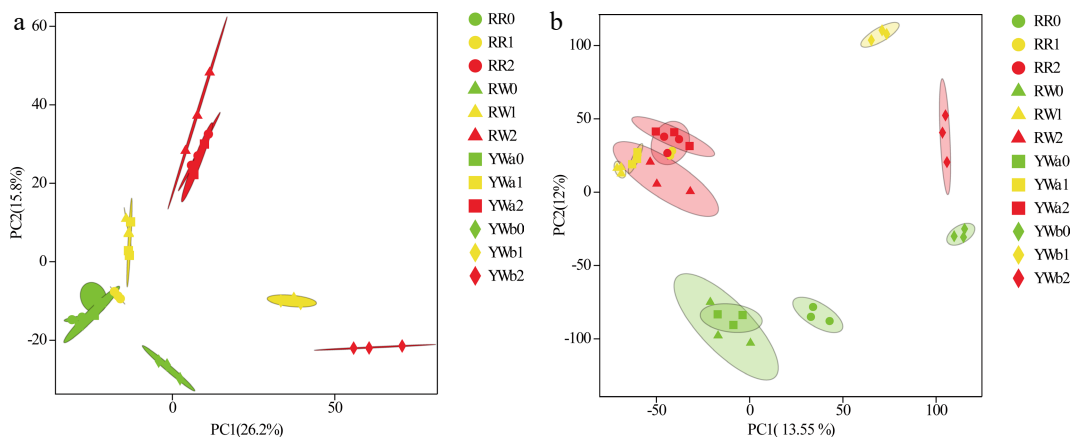 a
60
40
20
0
-20
PC2(15.8%)
0
50
PC1(26.2%)
RR0
RR1
RR2
RW0
RW1
RW2
YWa0
YWa1
YWa2
YWb0
YWb1
YWb2
b
100
50
0
-50
-100
PC2(12%)
-50
0
50
100
PC1( 13.55 %)
RR0
RR1
RR2
RW0
RW1
RW2
YWa0
YWa1
YWa2
YWb0
YWb1
YWb2